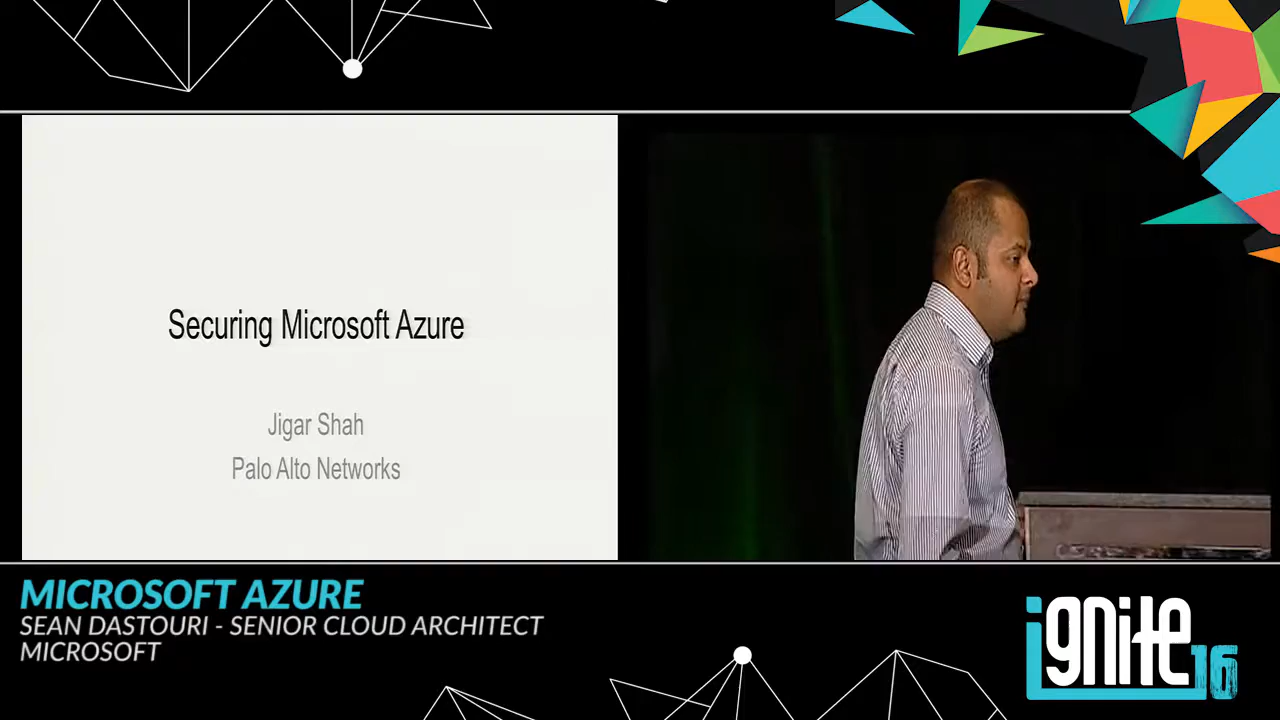 Securing Microsoft Azure
Jigar Shah
Palo Alto Networks
MICROSOFT AZURE
SEAN DASTOURI - SENIOR CLOUD ARCHITECT
MICROSOFT
ignite16